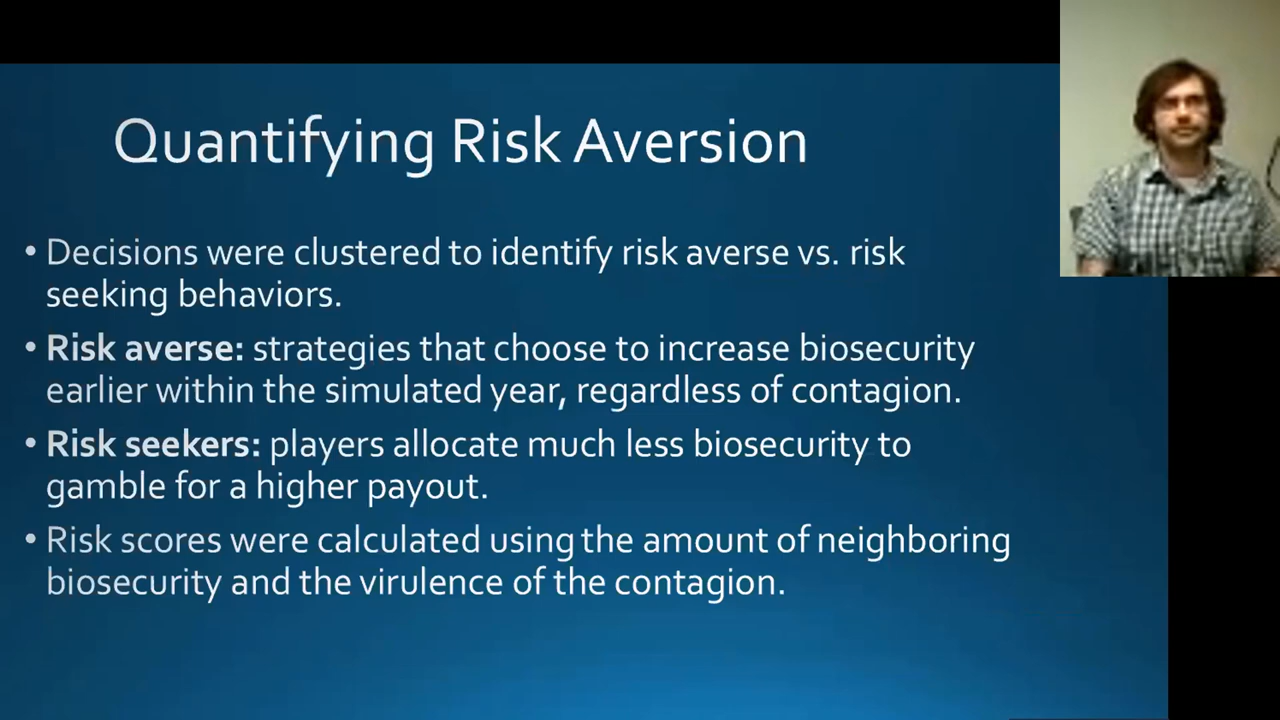 Quantifying Risk Aversion
• Decisions were clustered to identify risk averse vs. risk
seeking behaviors.
• Risk averse: strategies that choose to increase biosecurity
earlier within the simulated year, regardless of contagion.
• Risk seekers: players allocate much less biosecurity to
gamble for a higher payout.
• Risk scores were calculated using the amount of neighboring
biosecurity and the virulence of the contagion.